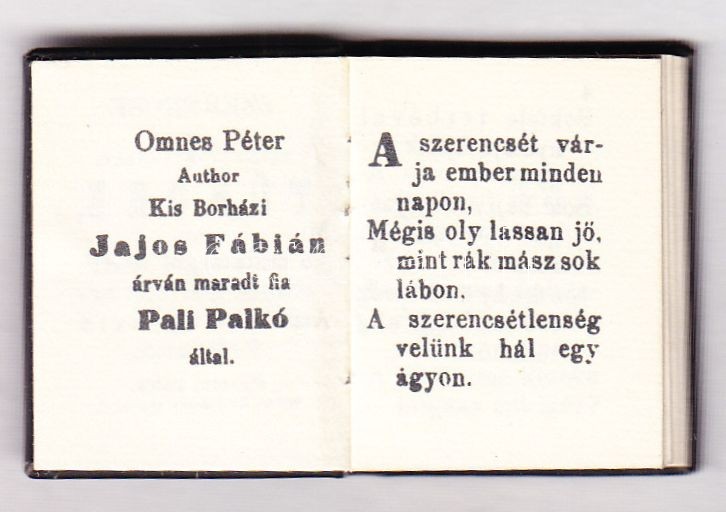 Omnes Péter
Author
Kis Borházi
Jajos Fábián
árván maradt fia
Pali Palkó
által.
A szerencsét vár-
ja ember minden
napon,
Mégis oly lassan jő,
mint rák mász sok
lábon.
A szerencsétlenség
velünk hál egy
ágyon.